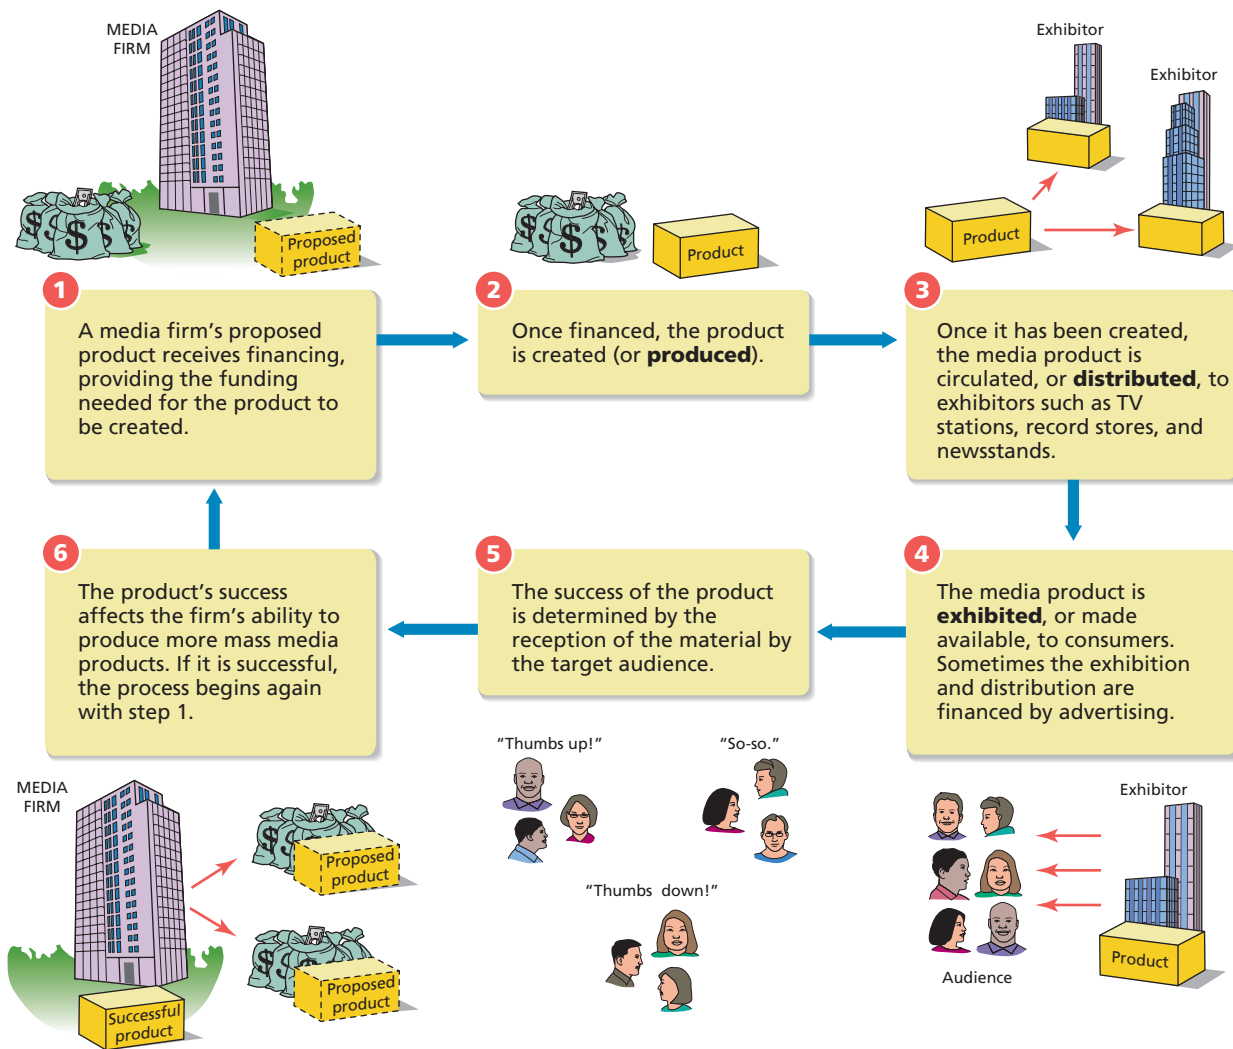 MEDIA
FIRM
Proposed
product
1
A media firm's proposed
product receives financing,
providing the funding
needed for the product to
be created.
$
$
$
$
Product
2
Once financed, the product
is created (or produced).
Exhibitor
Exhibitor
Product
3
Once it has been created,
the media product is
circulated, or distributed, to
exhibitors such as TV
stations, record stores, and
newsstands.
4
The media product is
exhibited, or made
available, to consumers.
Sometimes the exhibition
and distribution are
financed by advertising.
Exhibitor
Product
Audience
5
The success of the product
is determined by the
reception of the material by
the target audience.
"Thumbs up!"
"So-so."
"Thumbs down!"
6
The product's success
affects the firm's ability to
produce more mass media
products. If it is successful,
the process begins again
with step 1.
MEDIA
FIRM
Successful
product
$
Proposed
product
$
Proposed
product